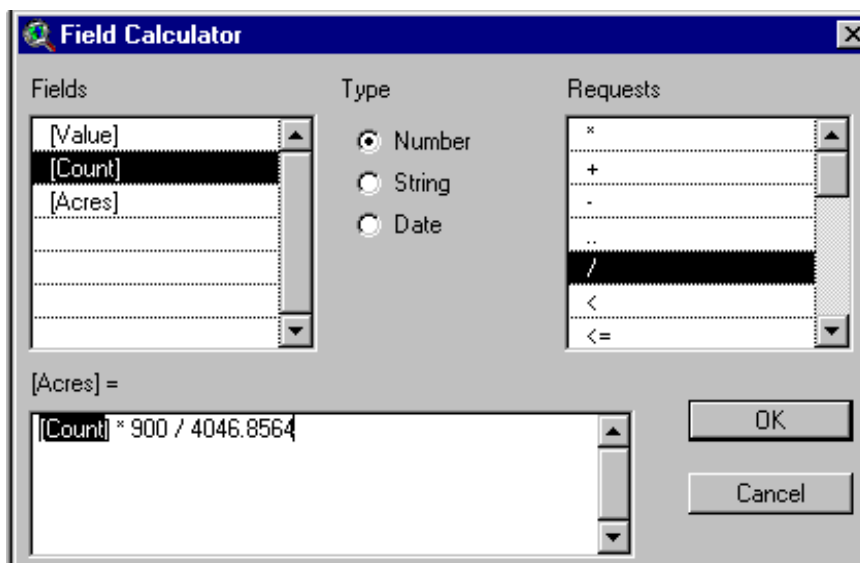 Field Calculator
Fields
Type
Requests
[Value]
[Count]
[Acres]
Number
String
Date
*
+
-
..
/
<
<=
[Acres] =
[Count] * 900 / 4046.8564
OK
Cancel